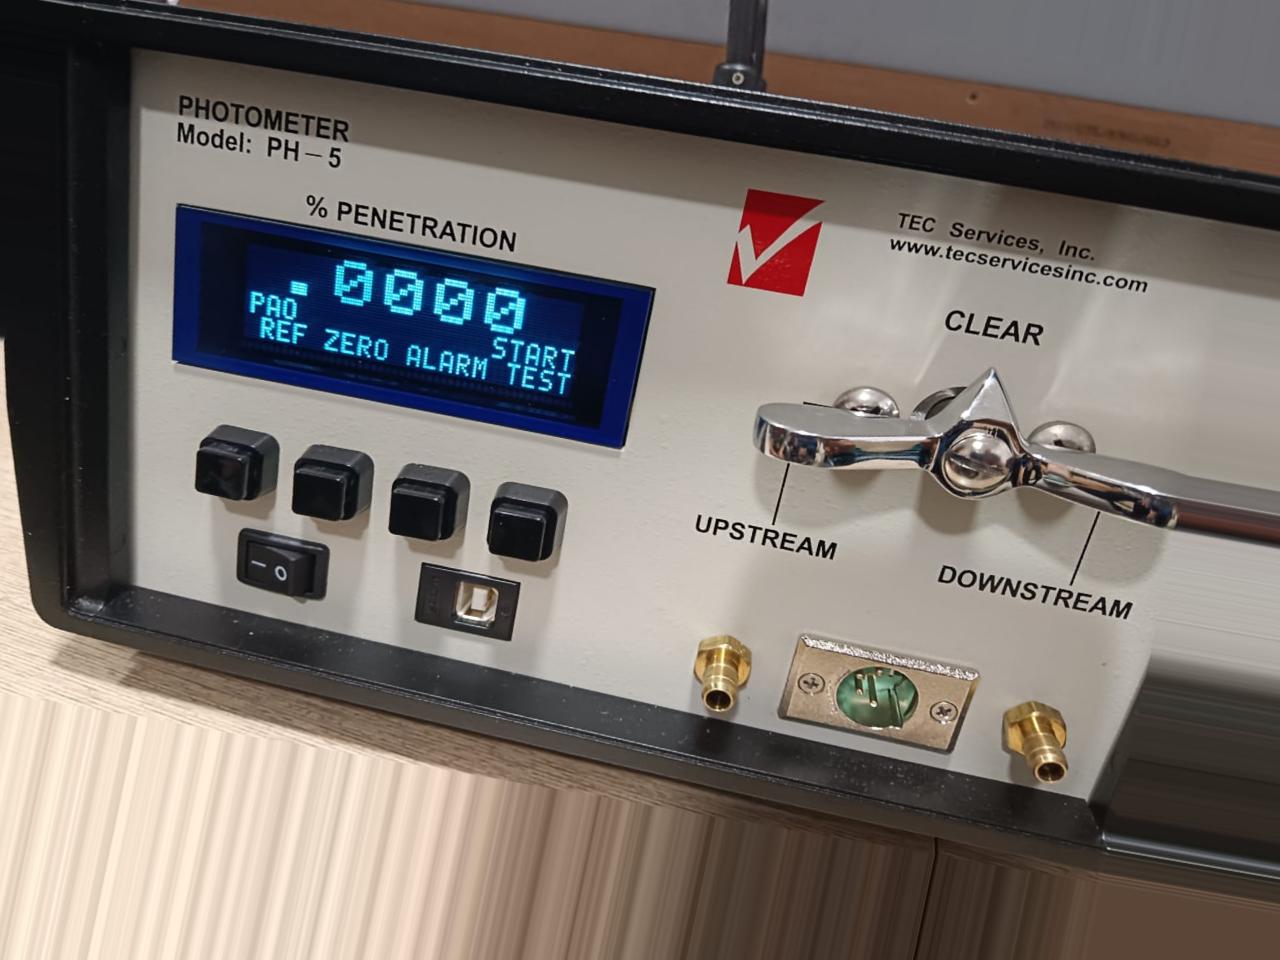 PHOTOMETER
Model: PH-5
% PENETRATION
.0000
PAO
START
REF ZERO ALARM TEST
TEC Services, Inc.
www.tecservicesinc.com
CLEAR
UPSTREAM
DOWNSTREAM